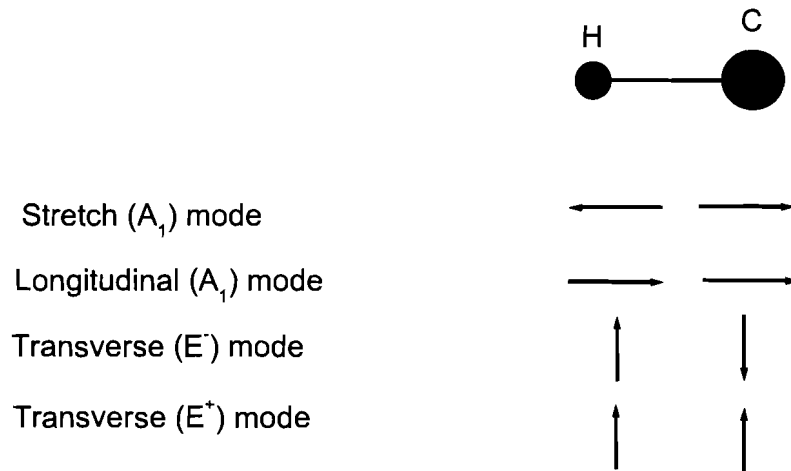 H C
Stretch (A₁) mode
Longitudinal (A₁) mode
Transverse (E⁻) mode
Transverse (E⁺) mode